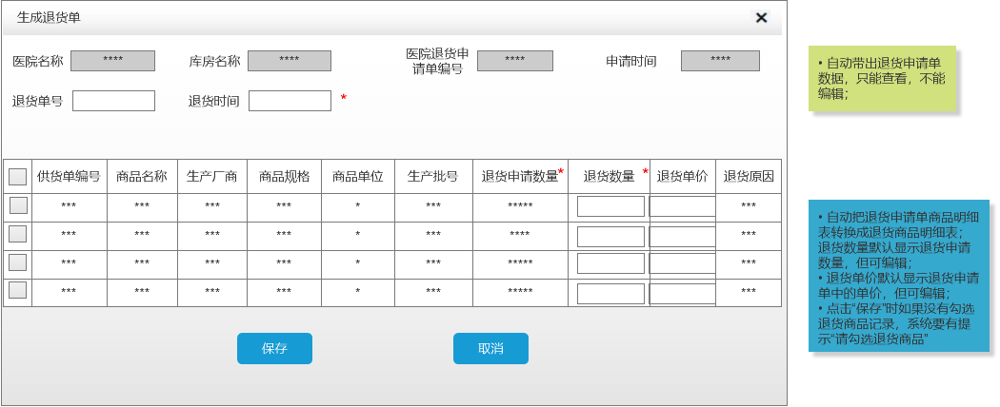 生成退货单
医院名称 **** 库房名称 **** 医院退货申请单编号 **** 申请时间 ****
退货单号 退货时间 *
供货单编号 商品名称 生产厂商 商品规格 商品单位 生产批号 退货申请数量* 退货数量 * 退货单价 退货原因
*** *** *** *** * *** ***** ***
*** *** *** *** * *** **** ***
*** *** *** *** * *** ***** ***
*** *** *** *** * *** ***** ***
保存 取消
• 自动带出退货申请单
数据，只能查看，不能
编辑；
• 自动把退货申请单商品明细
表转换成退货商品明细表；
退货数量默认显示退货申请
数量，但可编辑；
• 退货单价默认显示退货申请
单中的单价，但可编辑；
• 点击“保存”时如果没有勾选
退货商品记录，系统要有提
示“请勾选退货商品”